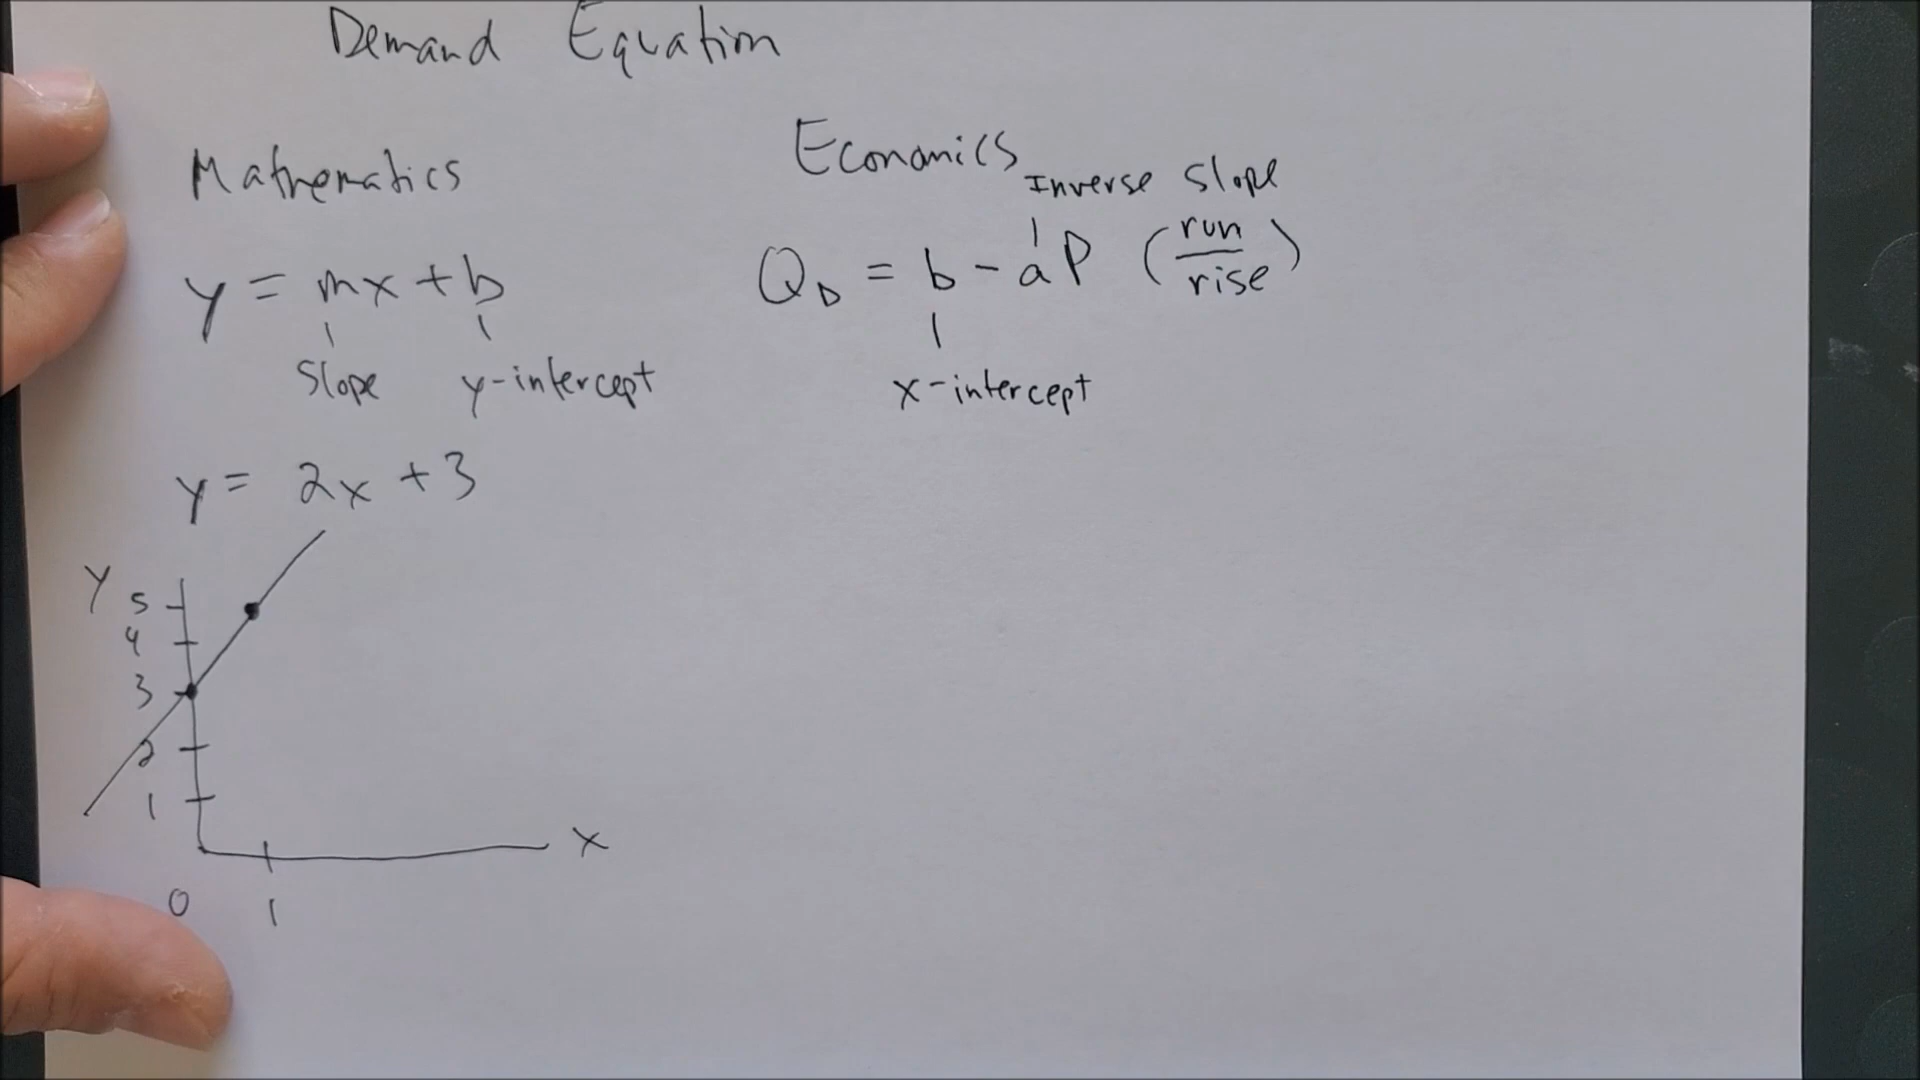 Demand Equation
Mathematics
y = mx + b
slope y-intercept
y = 2x + 3
Y
5
4
3
2
1
0 1
X
Economics
Inverse Slope
Q_D = b - aP (run/rise)
x-intercept